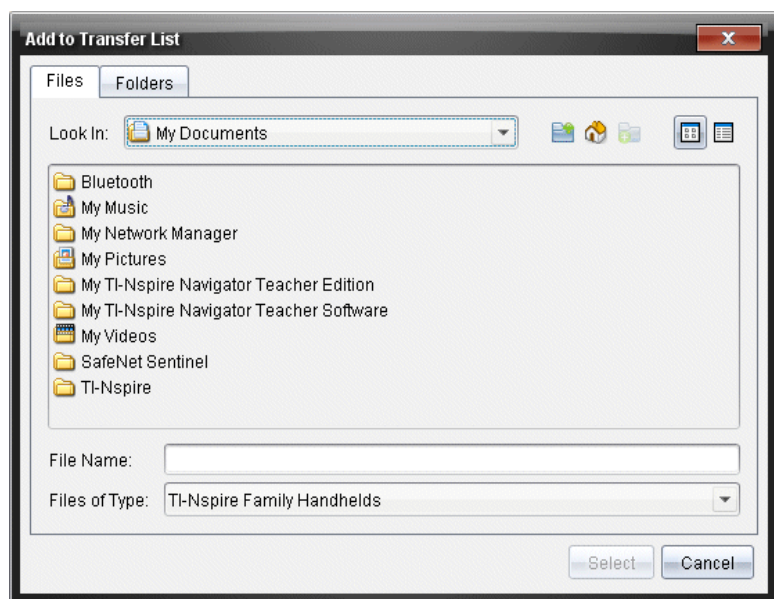 Add to Transfer List
Files Folders
Look In: My Documents
Bluetooth
My Music
My Network Manager
My Pictures
My TI-Nspire Navigator Teacher Edition
My TI-Nspire Navigator Teacher Software
My Videos
SafeNet Sentinel
TI-Nspire
File Name:
Files of Type: TI-Nspire Family Handhelds
Select Cancel